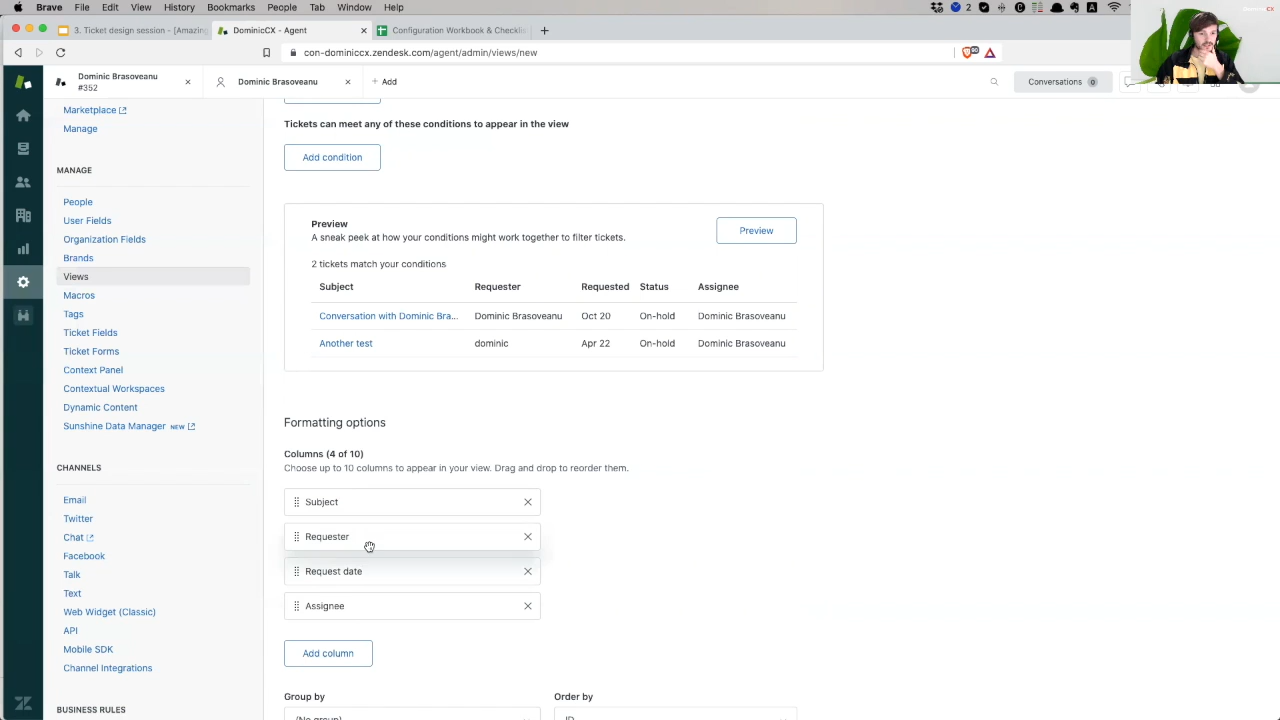 Brave File Edit View History Bookmarks People Tab Window Help
2
A
3. Ticket design session - [Amazing
DominicCX - Agent
Configuration Workbook & Checklist
con-dominiccx.zendesk.com/agent/admin/views/new
Dominic Brasoveanu
#352
Dominic Brasoveanu
+ Add
Conversations 0
Marketplace
Manage
MANAGE
People
User Fields
Organization Fields
Brands
Views
Macros
Tags
Ticket Fields
Ticket Forms
Context Panel
Contextual Workspaces
Dynamic Content
Sunshine Data Manager NEW
CHANNELS
Email
Twitter
Chat
Facebook
Talk
Text
Web Widget (Classic)
API
Mobile SDK
Channel Integrations
BUSINESS RULES
Tickets can meet any of these conditions to appear in the view
Add condition
Preview
A sneak peek at how your conditions might work together to filter tickets.
Preview
2 tickets match your conditions
Subject Requester Requested Status Assignee
Conversation with Dominic Bra... Dominic Brasoveanu Oct 20 On-hold Dominic Brasoveanu
Another test dominic Apr 22 On-hold Dominic Brasoveanu
Formatting options
Columns (4 of 10)
Choose up to 10 columns to appear in your view. Drag and drop to reorder them.
Subject
Requester
Request date
Assignee
Add column
Group by Order by
(No group) ID